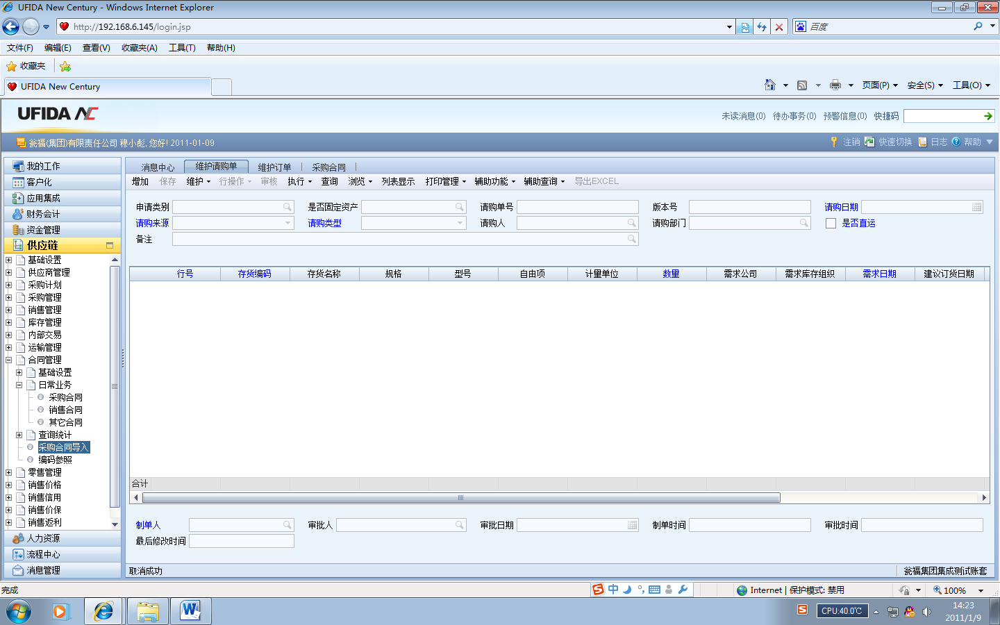 UFIDA New Century - Windows Internet Explorer
http://192.168.6.145/login.jsp
百度
文件(F) 编辑(E) 查看(V) 收藏夹(A) 工具(T) 帮助(H)
收藏夹
UFIDA New Century
页面(P) 安全(S) 工具(O)
UFIDA NC
未读消息(0) 待办事务(0) 预警信息(0) 快捷码
瓮福(集团)有限责任公司 穆小彪, 您好! 2011-01-09
注销 快速切换 日志 帮助
我的工作
客户化
应用集成
财务会计
资金管理
供应链
基础设置
供应商管理
采购计划
采购管理
销售管理
库存管理
内部交易
运输管理
合同管理
基础设置
日常业务
采购合同
销售合同
其它合同
查询统计
采购合同导入
编码参照
零售管理
销售价格
销售信用
销售价保
销售返利
人力资源
流程中心
消息管理
消息中心 维护请购单 维护订单 采购合同
增加 保存 维护 行操作 审核 执行 查询 浏览 列表显示 打印管理 辅助功能 辅助查询 导出EXCEL
申请类别 是否固定资产 请购单号 版本号 请购日期
请购来源 请购类型 请购人 请购部门 是否直运
备注
行号 存货编码 存货名称 规格 型号 自由项 计量单位 数量 需求公司 需求库存组织 需求日期 建议订货日期
合计
制单人 审批人 审批日期 制单时间 审批时间
最后修改时间
取消成功 瓮福集团集成测试账套
完成 中 Internet | 保护模式: 禁用 100%
CPU:40.0℃ 14:23
2011/1/9